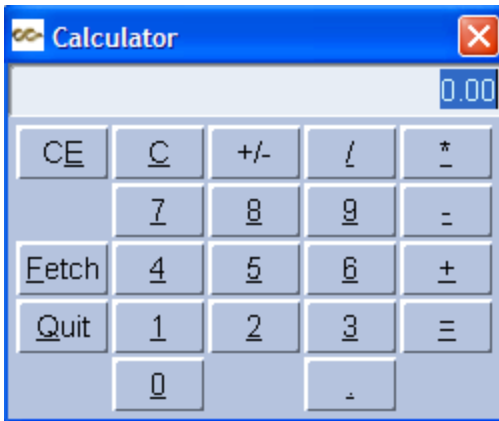 Calculator
0.00
CE C +/- / *
7 8 9 -
Fetch 4 5 6 +
Quit 1 2 3 =
0 .